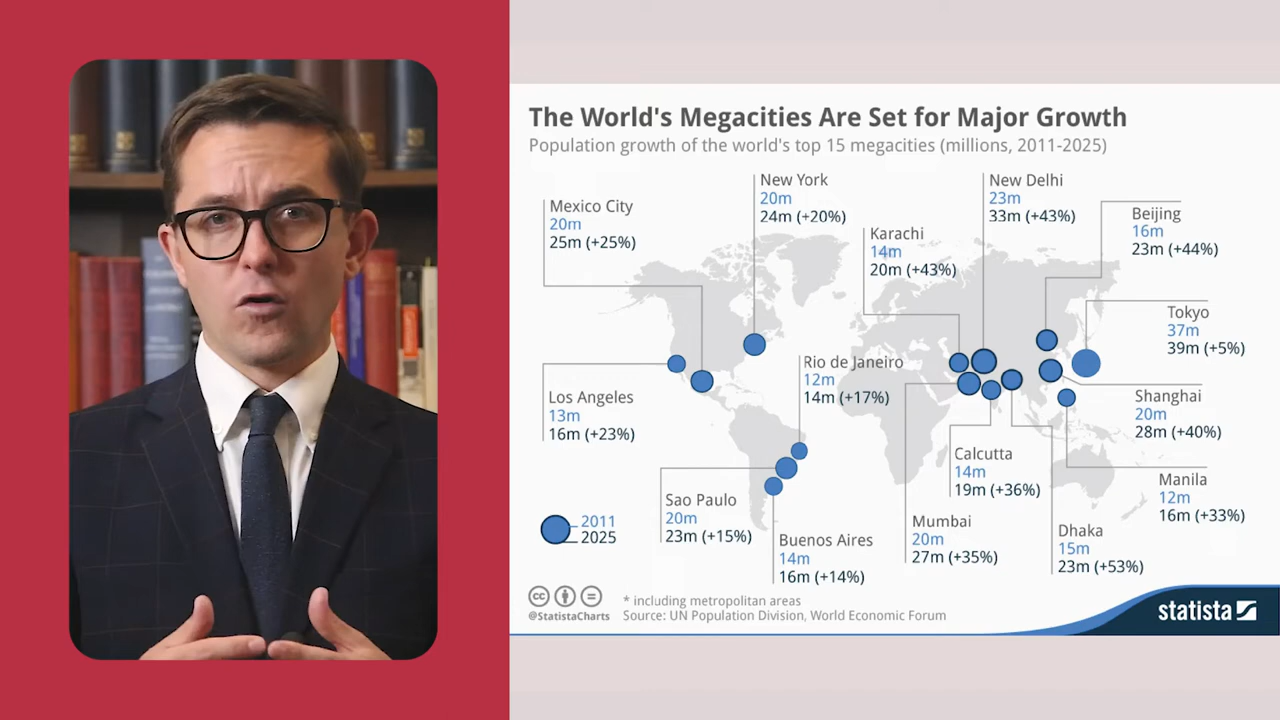 The World's Megacities Are Set for Major Growth
Population growth of the world's top 15 megacities (millions, 2011-2025)
Mexico City
20m
25m (+25%)
New York
20m
24m (+20%)
Karachi
14m
20m (+43%)
New Delhi
23m
33m (+43%)
Beijing
16m
23m (+44%)
Tokyo
37m
39m (+5%)
Los Angeles
13m
16m (+23%)
Rio de Janeiro
12m
14m (+17%)
Shanghai
20m
28m (+40%)
Sao Paulo
20m
23m (+15%)
Buenos Aires
14m
16m (+14%)
Calcutta
14m
19m (+36%)
Mumbai
20m
27m (+35%)
Dhaka
15m
23m (+53%)
Manila
12m
16m (+33%)
2011
2025
cc
@StatistaCharts
* including metropolitan areas
Source: UN Population Division, World Economic Forum
statista